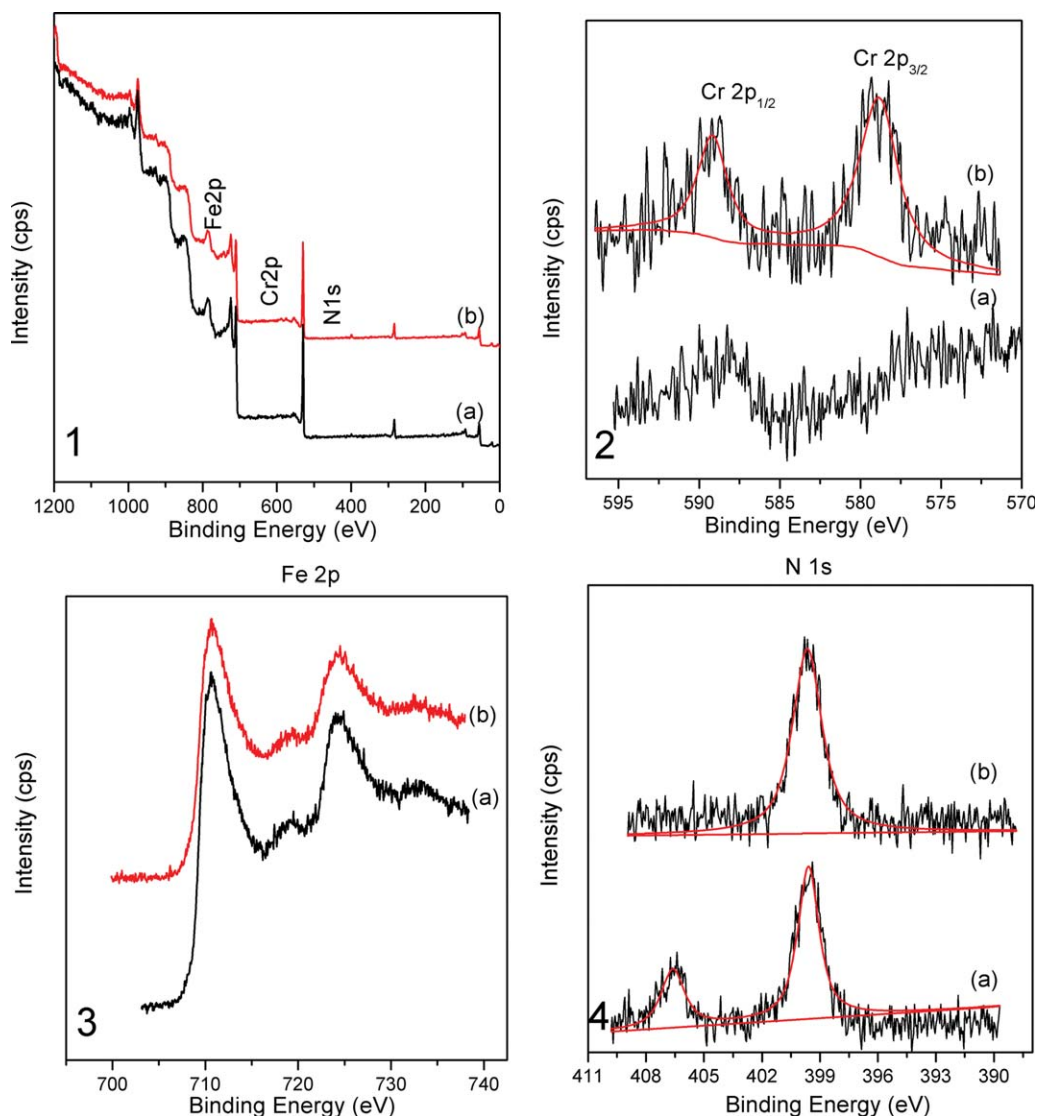 Intensity (cps)
Fe2p
Cr2p
N1s
(b)
(a)
1
1200 1000 800 600 400 200 0
Binding Energy (eV)
Intensity (cps)
Cr 2p1/2
Cr 2p3/2
(b)
(a)
2
595 590 585 580 575 570
Binding Energy (eV)
Fe 2p
Intensity (cps)
(b)
(a)
3
700 710 720 730 740
Binding Energy (eV)
N 1s
Intensity (cps)
(b)
(a)
4
411 408 405 402 399 396 393 390
Binding Energy (eV)